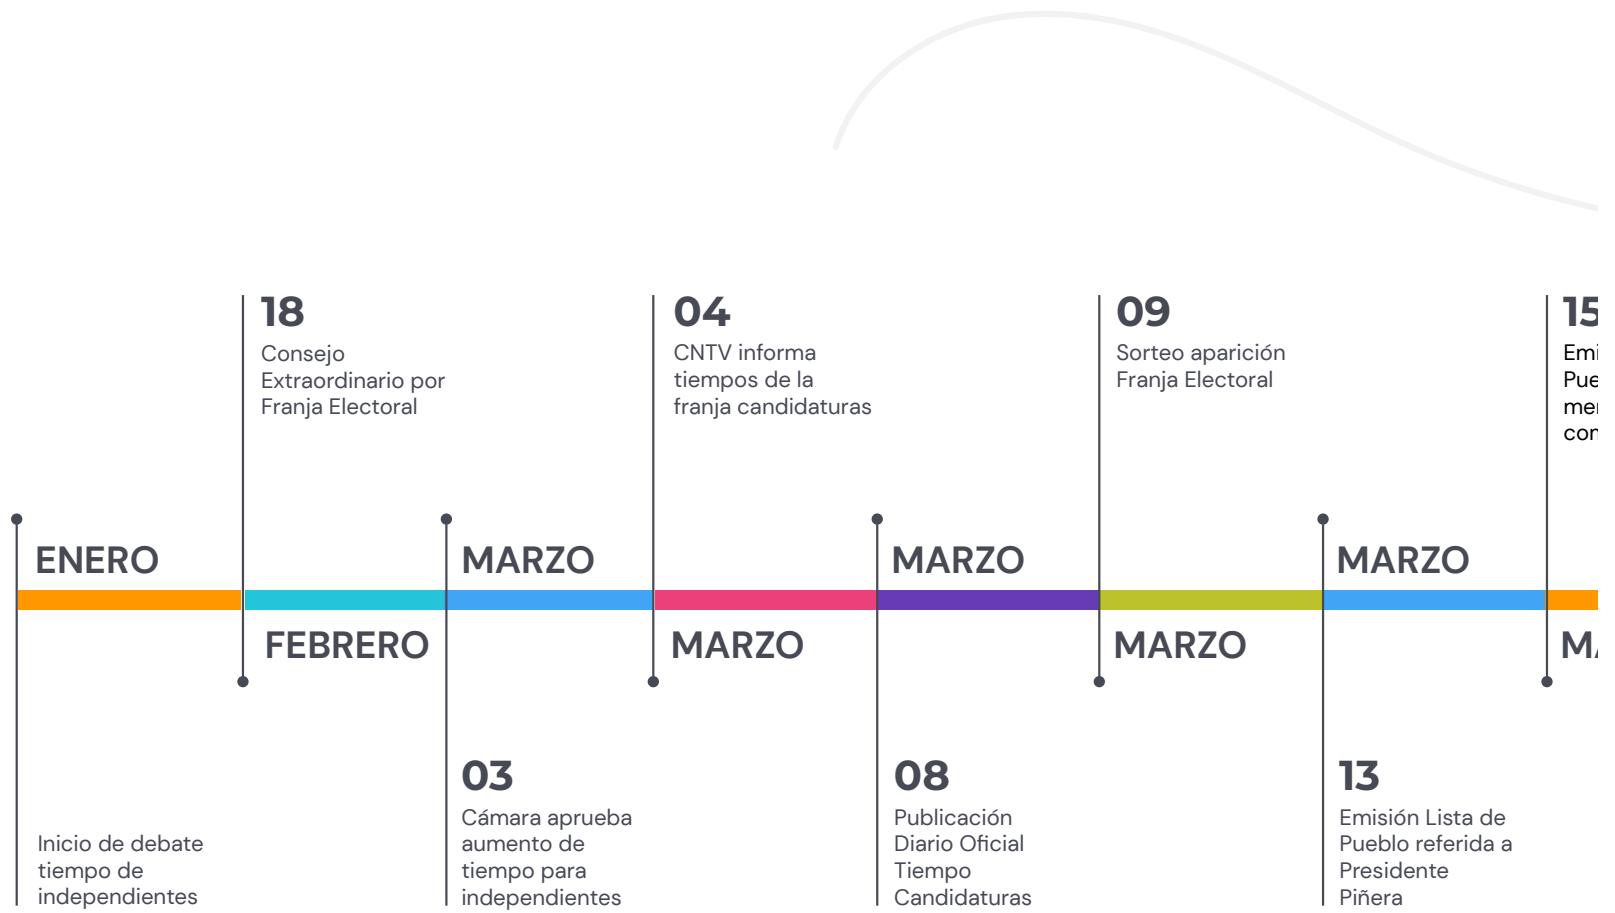 18
Consejo
Extraordinario por
Franja Electoral
04
CNTV informa
tiempos de la
franja candidaturas
09
Sorteo aparición
Franja Electoral
15
ENERO
MARZO
MARZO
MARZO
FEBRERO
MARZO
MARZO
03
Cámara aprueba
aumento de
tiempo para
independientes
08
Publicación
Diario Oficial
Tiempo
Candidaturas
13
Emisión Lista de
Pueblo referida a
Presidente
Piñera
Inicio de debate
tiempo de
independientes